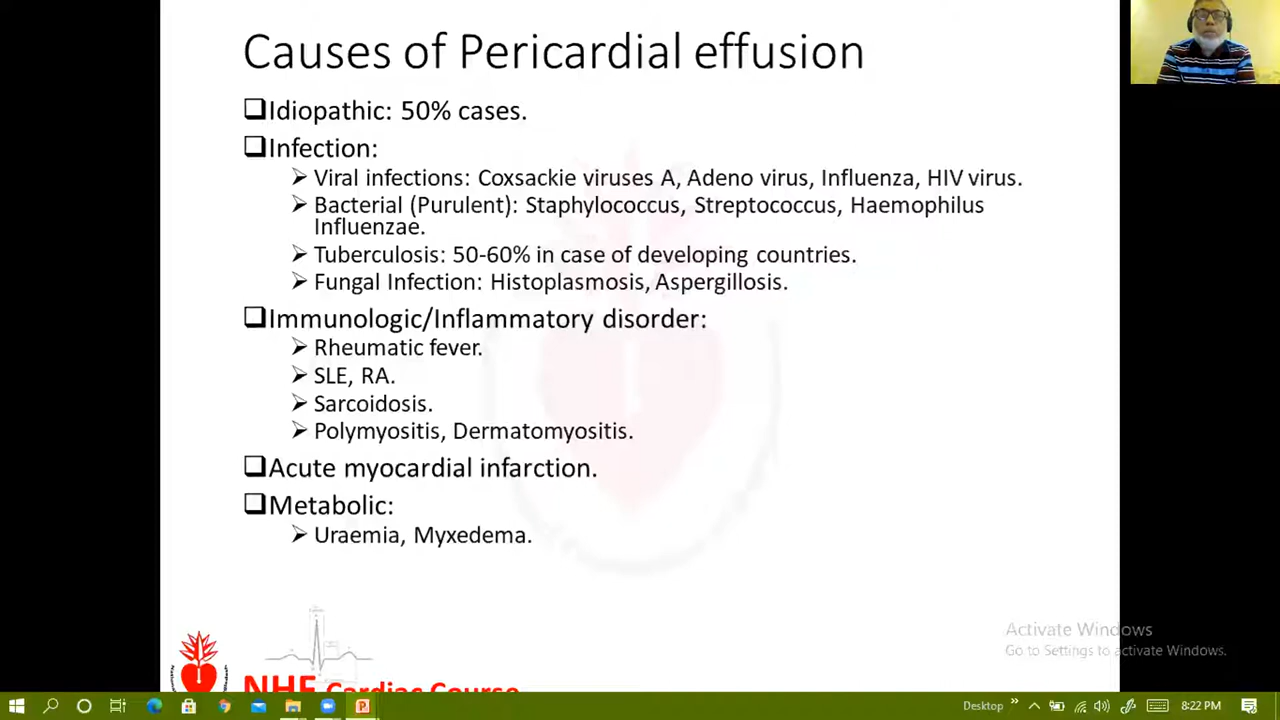 Causes of Pericardial effusion
Idiopathic: 50% cases.
Infection:
Viral infections: Coxsackie viruses A, Adeno virus, Influenza, HIV virus.
Bacterial (Purulent): Staphylococcus, Streptococcus, Haemophilus
Influenzae.
Tuberculosis: 50-60% in case of developing countries.
Fungal Infection: Histoplasmosis, Aspergillosis.
Immunologic/Inflammatory disorder:
Rheumatic fever.
SLE, RA.
Sarcoidosis.
Polymyositis, Dermatomyositis.
Acute myocardial infarction.
Metabolic:
Uraemia, Myxedema.
Activate Windows
Go to Settings to activate Windows.
NHF Cardiac Course
Desktop
8:22 PM